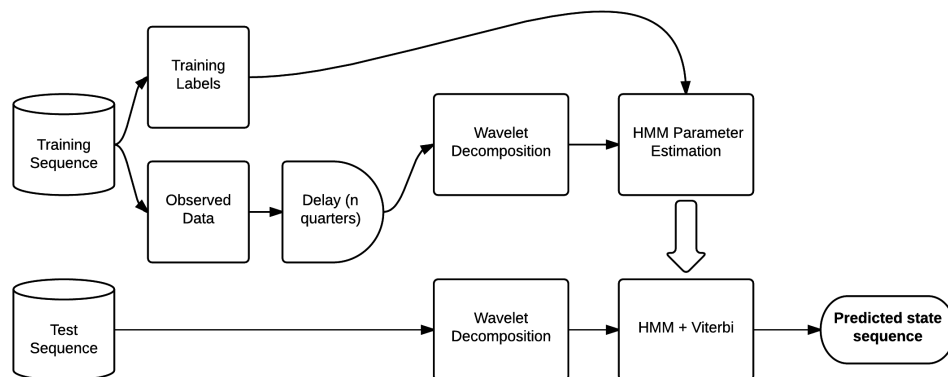 Training
Labels
Training
Sequence
Wavelet
Decomposition
HMM Parameter
Estimation
Observed
Data
Delay (n
quarters)
Test
Sequence
Wavelet
Decomposition
HMM + Viterbi
Predicted state
sequence